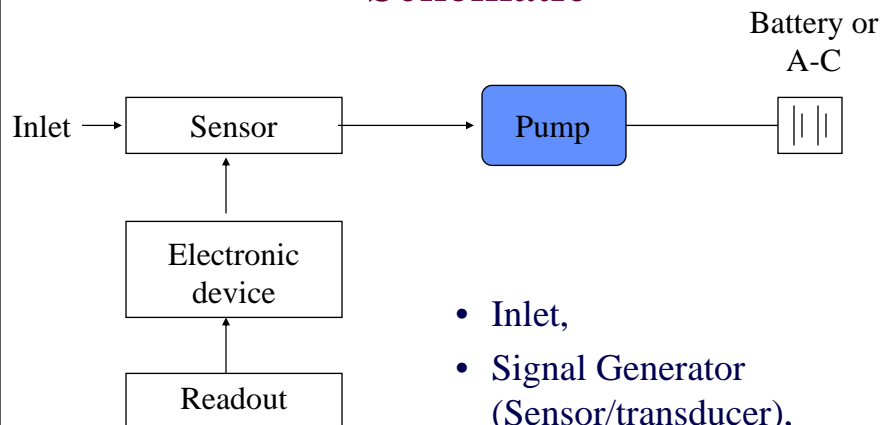 Battery or
A-C
Inlet
Sensor
Pump
Electronic
device
Readout
• Inlet,
• Signal Generator
(Sensor/transducer),